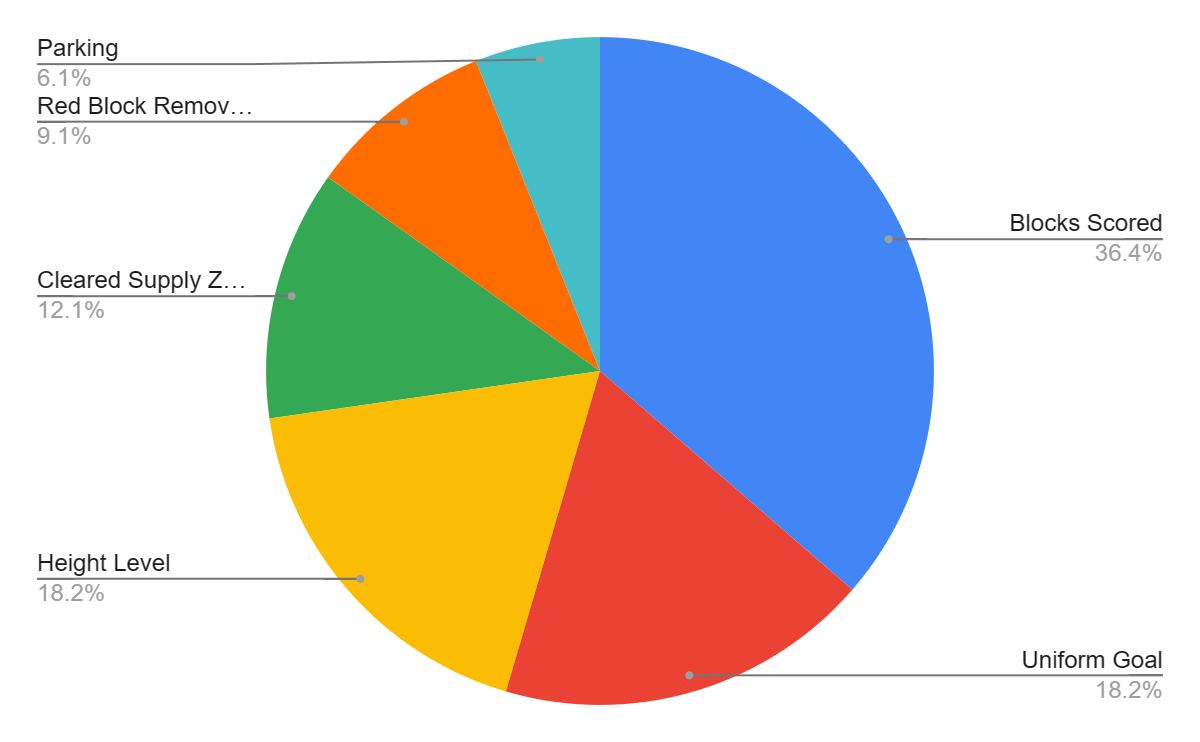 Parking
6.1%
Red Block Remov…
9.1%
Cleared Supply Z…
12.1%
Height Level
18.2%
Blocks Scored
36.4%
Uniform Goal
18.2%